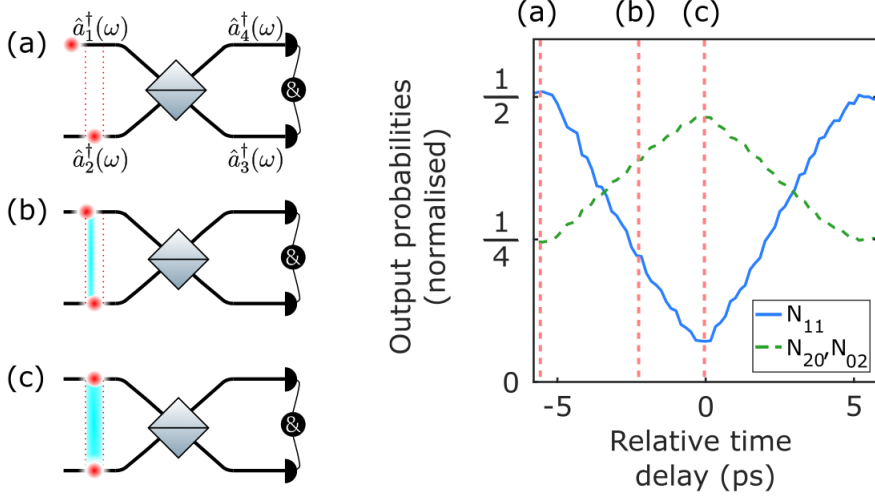 (a)
â†₁(ω)
â†₄(ω)
&
â†₂(ω)
â†₃(ω)
(b)
&
(c)
&
(a) (b) (c)
Output probabilities
(normalised)
1/2
1/4
0
N₁₁
N₂₀,N₀₂
-5 0 5
Relative time
delay (ps)